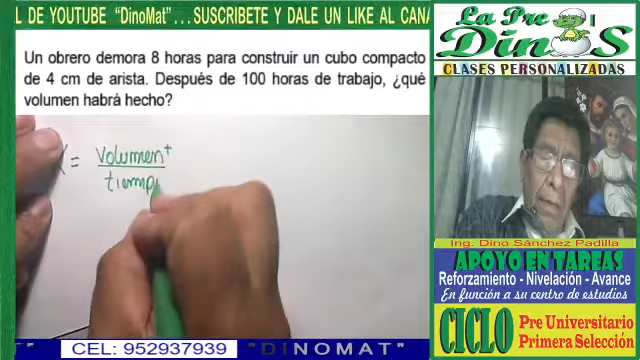 L DE YOUTUBE “DinoMat”...SUSCRIBETE Y DALE UN LIKE AL CANA
La Pre
DinoS
CLASES PERSONALIZADAS
Un obrero demora 8 horas para construir un cubo compacto
de 4 cm de arista. Después de 100 horas de trabajo, ¿qué
volumen habrá hecho?
= volumen
tiemp
Ing. Dino Sánchez Padilla
APOYO EN TAREAS
Reforzamiento - Nivelación - Avance
En función a su centro de estudios
CICLO Pre Universitario
Primera Selección
CEL: 952937939 "DINOMAT"